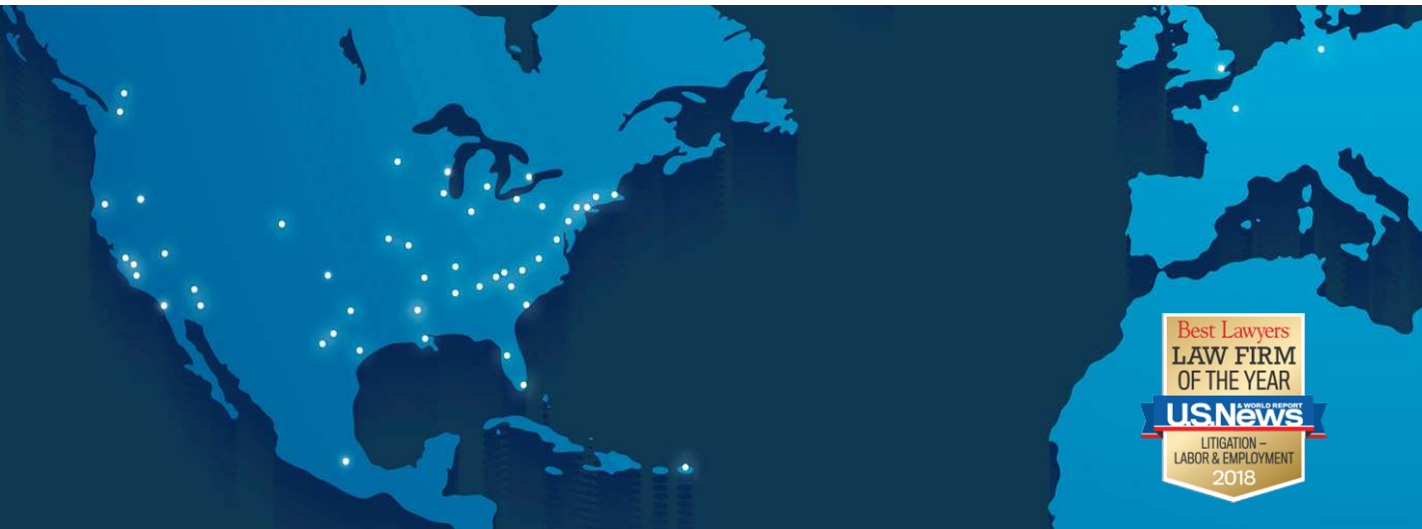 Best Lawyers
LAW FIRM
OF THE YEAR
U.S.News
& WORLD REPORT
LITIGATION –
LABOR & EMPLOYMENT
2018